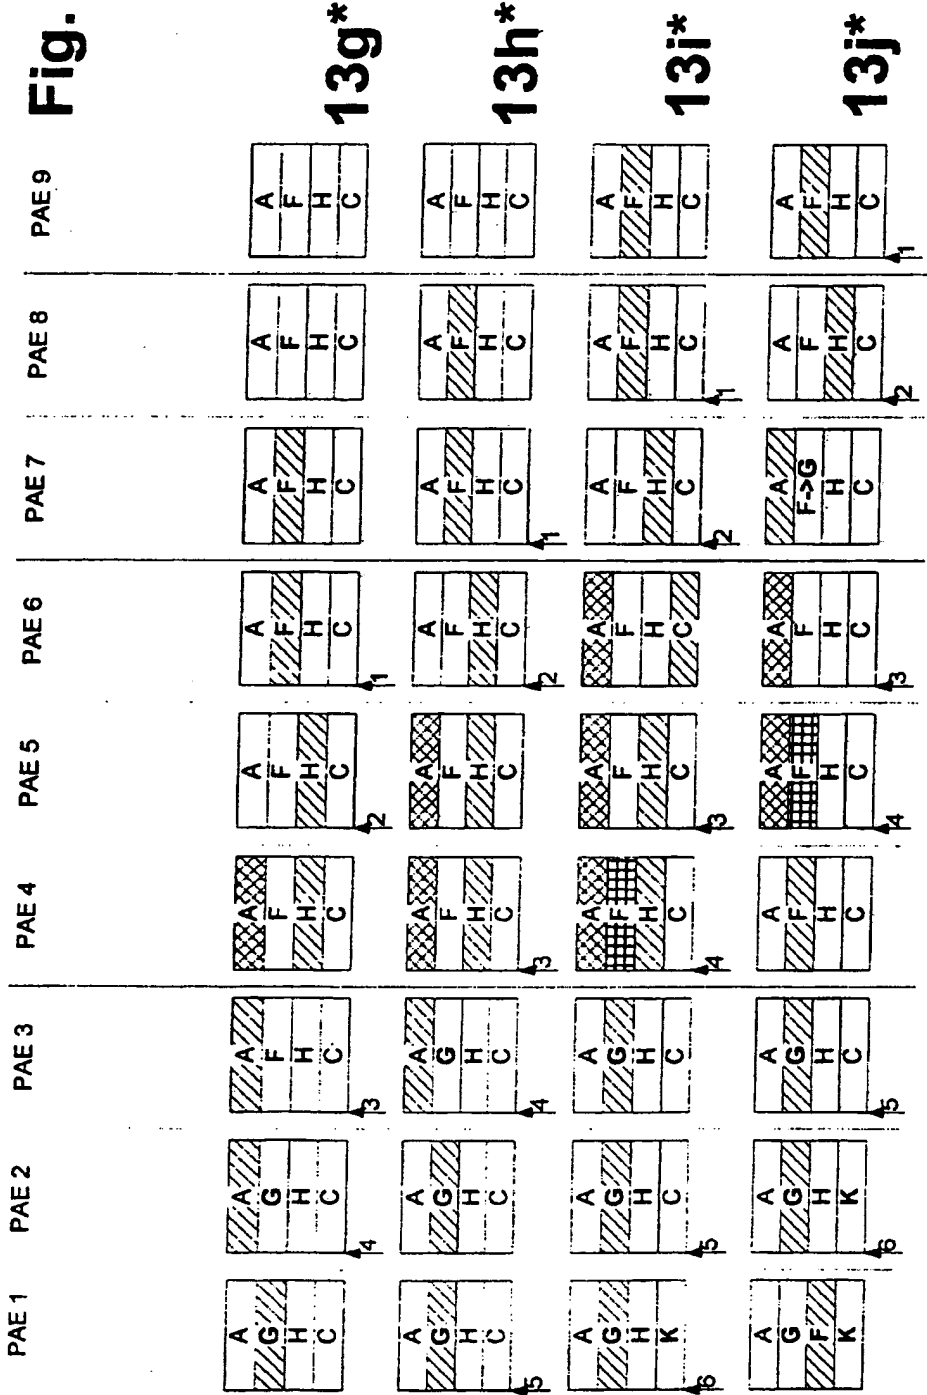 PAE 1 PAE 2 PAE 3 PAE 4 PAE 5 PAE 6 PAE 7 PAE 8 PAE 9 Fig.
A A A A A A A A A
G G F F F F F F F
H H H H H H H H H
C C C C C C C C C
4 3 2 1
13g*
A A A A A A A A A
G G G F F F F F F
H H H H H H H H H
C C C C C C C C C
5 4 3 2 1
13h*
A A A A A A A A A
G G G F F F F F F
H H H H H H H H H
K C C C C C C C C
6 5 4 3 2 1
13i*
A A A A A A A A A
G G G F F F F->G F F
F H H H H H H H H
K K C C C C C C C
6 5 4 3 2 1
13j*